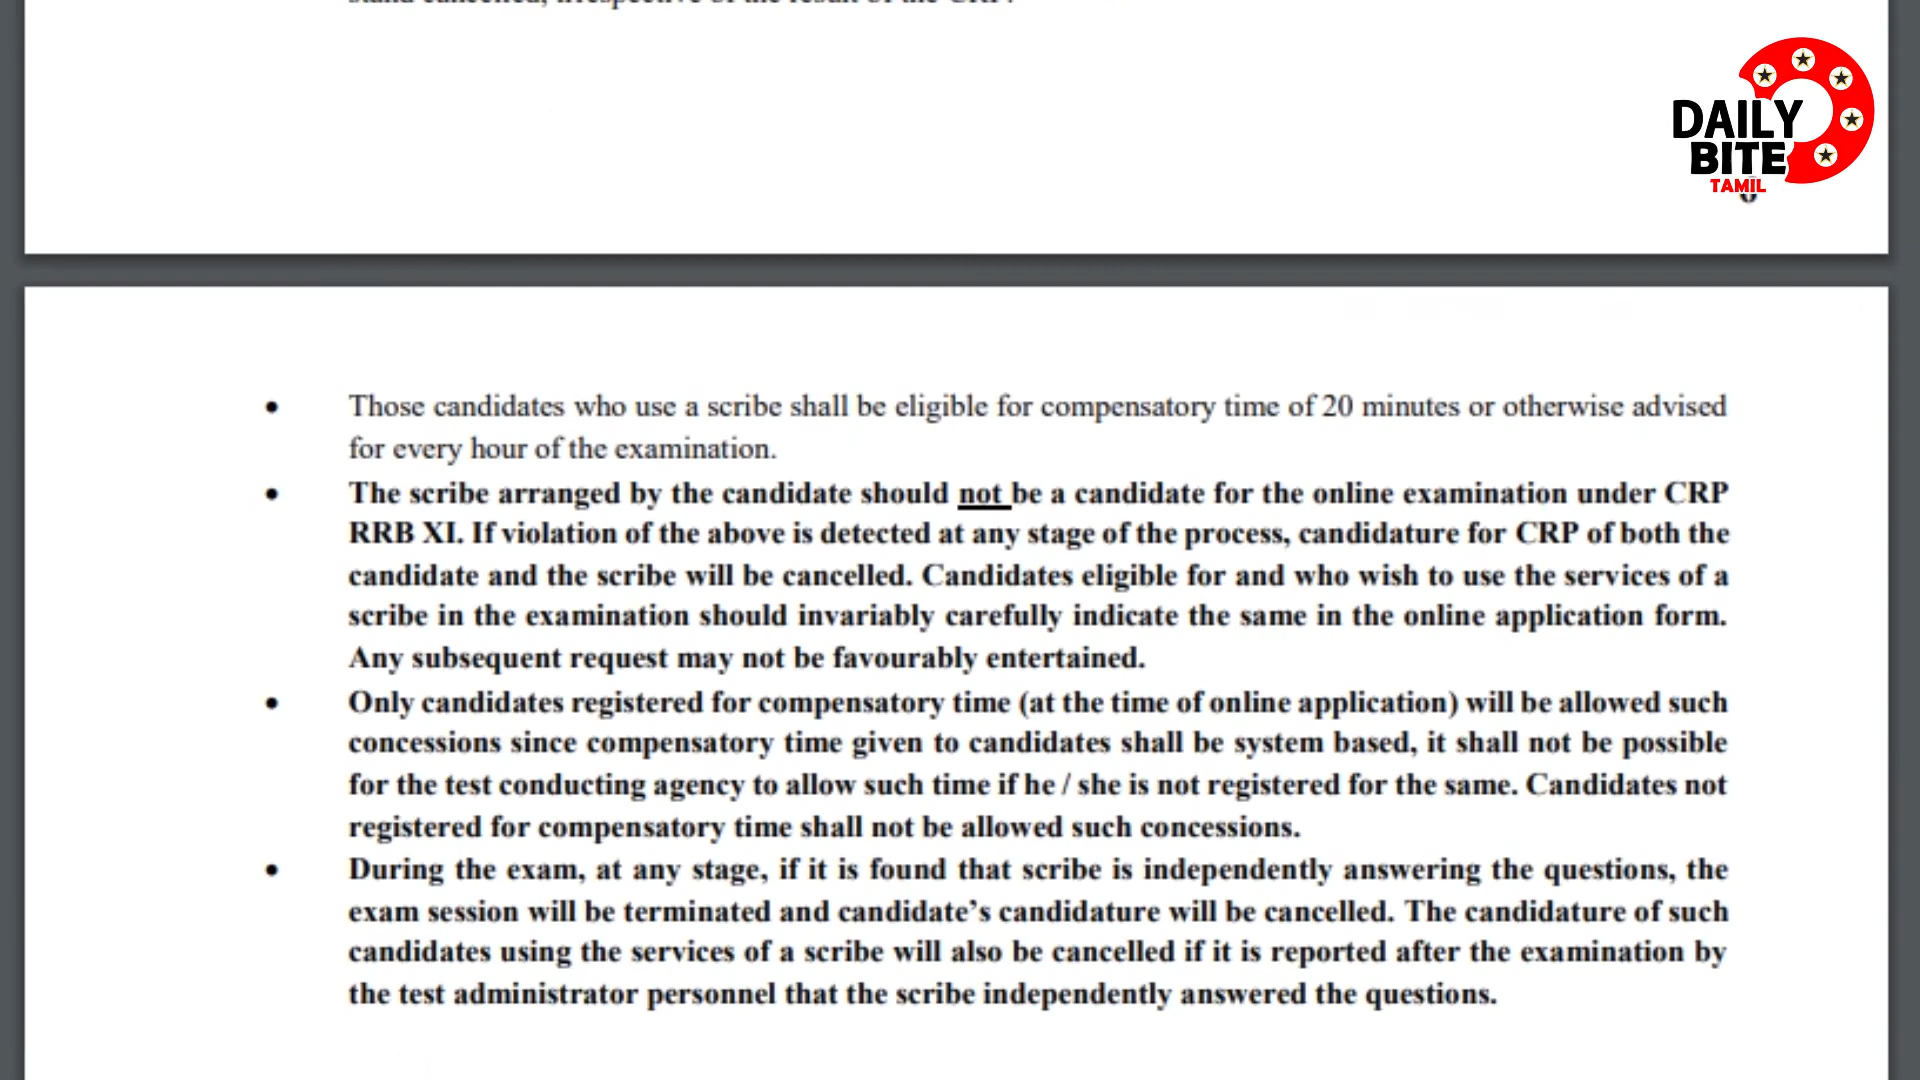 DAILY
BITE
TAMIL
Those candidates who use a scribe shall be eligible for compensatory time of 20 minutes or otherwise advised
for every hour of the examination.
The scribe arranged by the candidate should not be a candidate for the online examination under CRP
RRB XI. If violation of the above is detected at any stage of the process, candidature for CRP of both the
candidate and the scribe will be cancelled. Candidates eligible for and who wish to use the services of a
scribe in the examination should invariably carefully indicate the same in the online application form.
Any subsequent request may not be favourably entertained.
Only candidates registered for compensatory time (at the time of online application) will be allowed such
concessions since compensatory time given to candidates shall be system based, it shall not be possible
for the test conducting agency to allow such time if he / she is not registered for the same. Candidates not
registered for compensatory time shall not be allowed such concessions.
During the exam, at any stage, if it is found that scribe is independently answering the questions, the
exam session will be terminated and candidate’s candidature will be cancelled. The candidature of such
candidates using the services of a scribe will also be cancelled if it is reported after the examination by
the test administrator personnel that the scribe independently answered the questions.